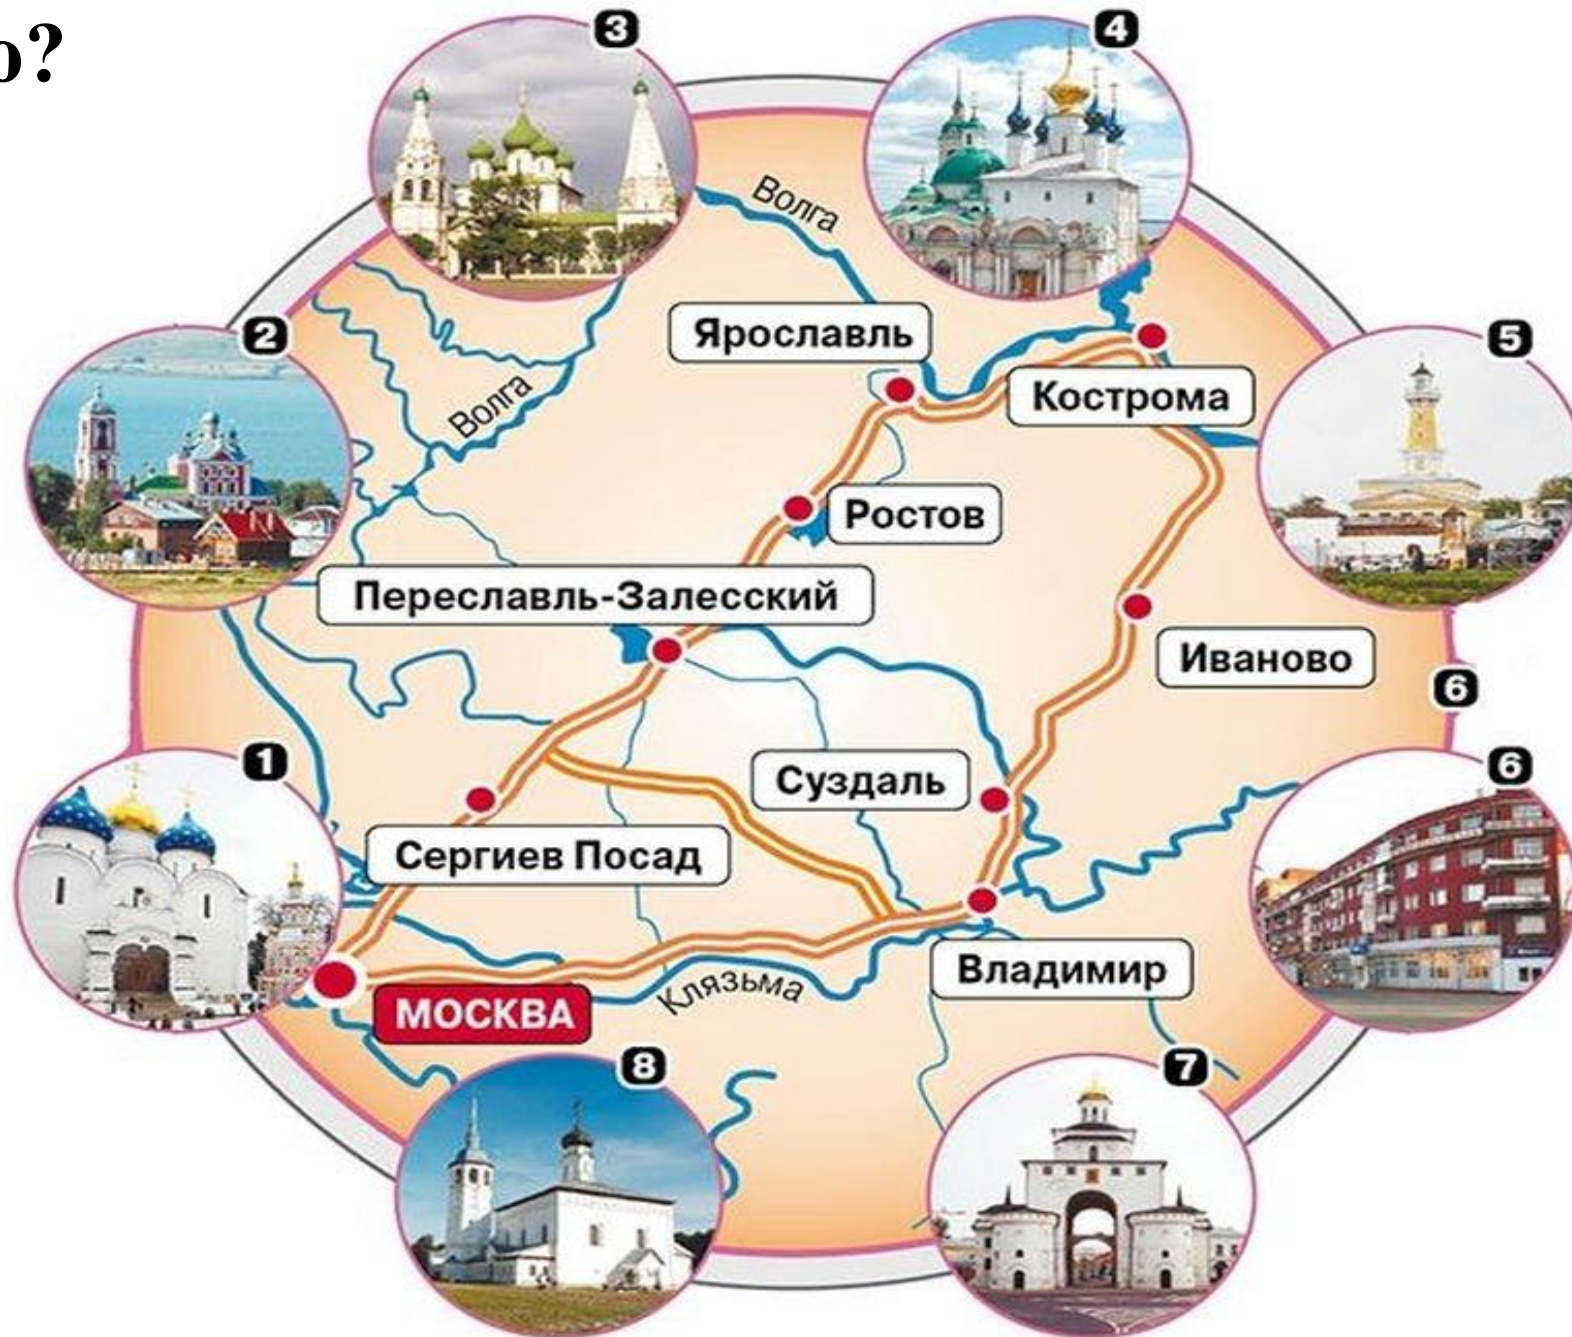 о?
3
4
Волга
Ярославль
2
5
Кострома
Волга
Ростов
Переславль-Залесский
Иваново
6
1
Суздаль
6
Сергиев Посад
Владимир
Клязьма
МОСКВА
8
7